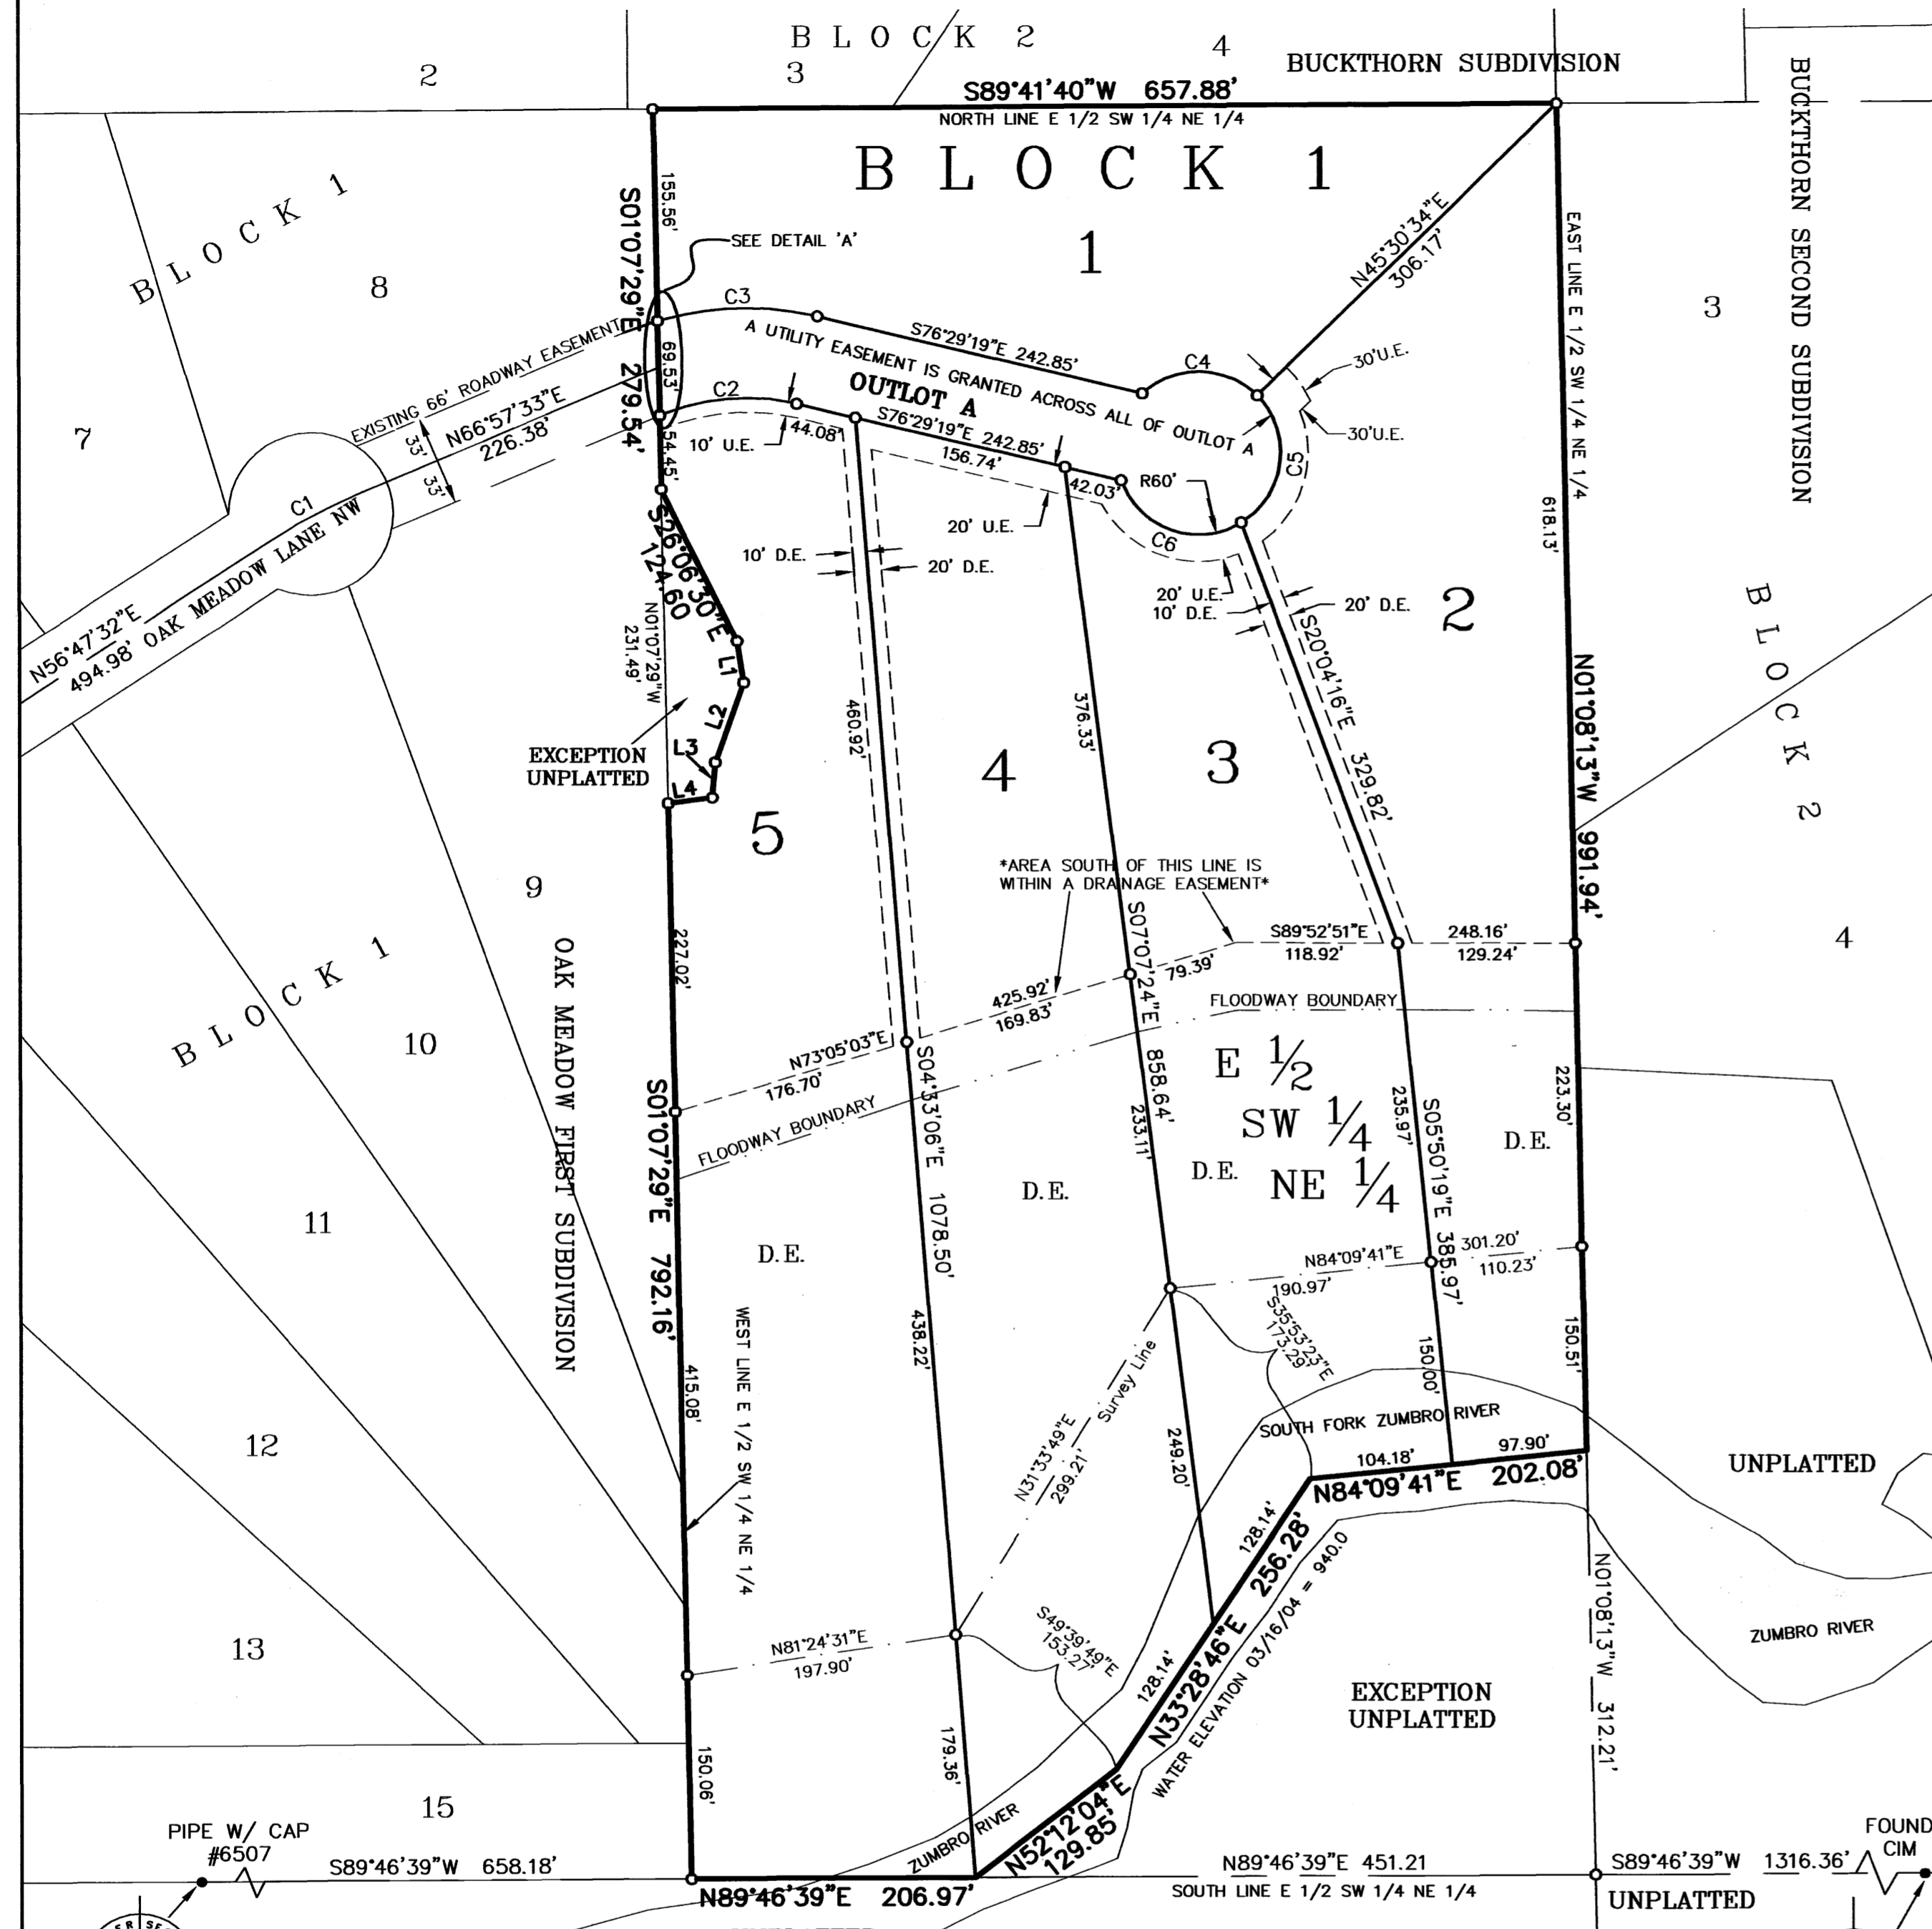 B L O C K 2
2
3
4
BUCKTHORN SUBDIVISION
S89°41'40"W 657.88'
NORTH LINE E 1/2 SW 1/4 NE 1/4
B L O C K 1
1
BUCKTHORN SECOND SUBDIVISION
B L O C K 1
8
7
155.56'
S01°07'29"E 279.54'
SEE DETAIL 'A'
C3
A UTILITY EASEMENT IS GRANTED ACROSS ALL OF OUTLOT A
S76°29'19"E 242.85'
C4
N45°30'34"E
306.17'
30'U.E.
30'U.E.
C5
EAST LINE E 1/2 SW 1/4 NE 1/4
3
EXISTING 66' ROADWAY EASEMENT
N66°57'33"E
226.38'
33'
33'
69.53'
C2
OUTLOT A
54.45'
10' U.E.
44.08'
S76°29'19"E 242.85'
156.74'
42.03'
R60'
20' U.E.
C6
C1
N56°47'32"E
494.98' OAK MEADOW LANE NW
S26°06'30"E
124.60
N01°07'29"W
231.49'
10' D.E.
20' D.E.
20' U.E.
10' D.E.
20' D.E.
2
618.13'
N01°08'13"W 991.94'
S20°04'16"E 329.82'
B L O C K 2
L1
L2
L3
L4
EXCEPTION
UNPLATTED
460.92'
376.33'
4
3
5
9
*AREA SOUTH OF THIS LINE IS
WITHIN A DRAINAGE EASEMENT*
4
227.02'
S89°52'51"E
118.92'
248.16'
129.24'
79.39'
425.92'
169.83'
N73°05'03"E
176.70'
FLOODWAY BOUNDARY
FLOODWAY BOUNDARY
B L O C K 1
10
OAK MEADOW FIRST SUBDIVISION
S01°07'29"E 792.16'
S04°33'06"E 1078.50'
S07°07'24"E 858.64'
233.11'
E 1/2
SW 1/4
NE 1/4
235.97'
S05°50'19"E 385.97'
223.30'
D.E.
D.E.
D.E.
D.E.
11
N84°09'41"E
190.97'
301.20'
110.23'
S35°53'23"E
173.29'
150.00'
150.51'
438.22'
415.08'
WEST LINE E 1/2 SW 1/4 NE 1/4
N31°33'49"E
299.21'
Survey Line
249.20'
SOUTH FORK ZUMBRO RIVER
104.18'
97.90'
N84°09'41"E 202.08'
UNPLATTED
12
128.14'
128.14'
N33°28'46"E 256.28'
WATER ELEVATION 03/16/04 = 940.0
N01°08'13"W 312.21'
ZUMBRO RIVER
13
N81°24'31"E
197.90'
S49°39'49"E
153.27'
EXCEPTION
UNPLATTED
150.06'
179.36'
15
PIPE W/ CAP
#6507
S89°46'39"W 658.18'
ZUMBRO RIVER
N52°12'04"E
129.85'
N89°46'39"E 206.97'
N89°46'39"E 451.21
SOUTH LINE E 1/2 SW 1/4 NE 1/4
S89°46'39"W 1316.36'
UNPLATTED
FOUND
CIM